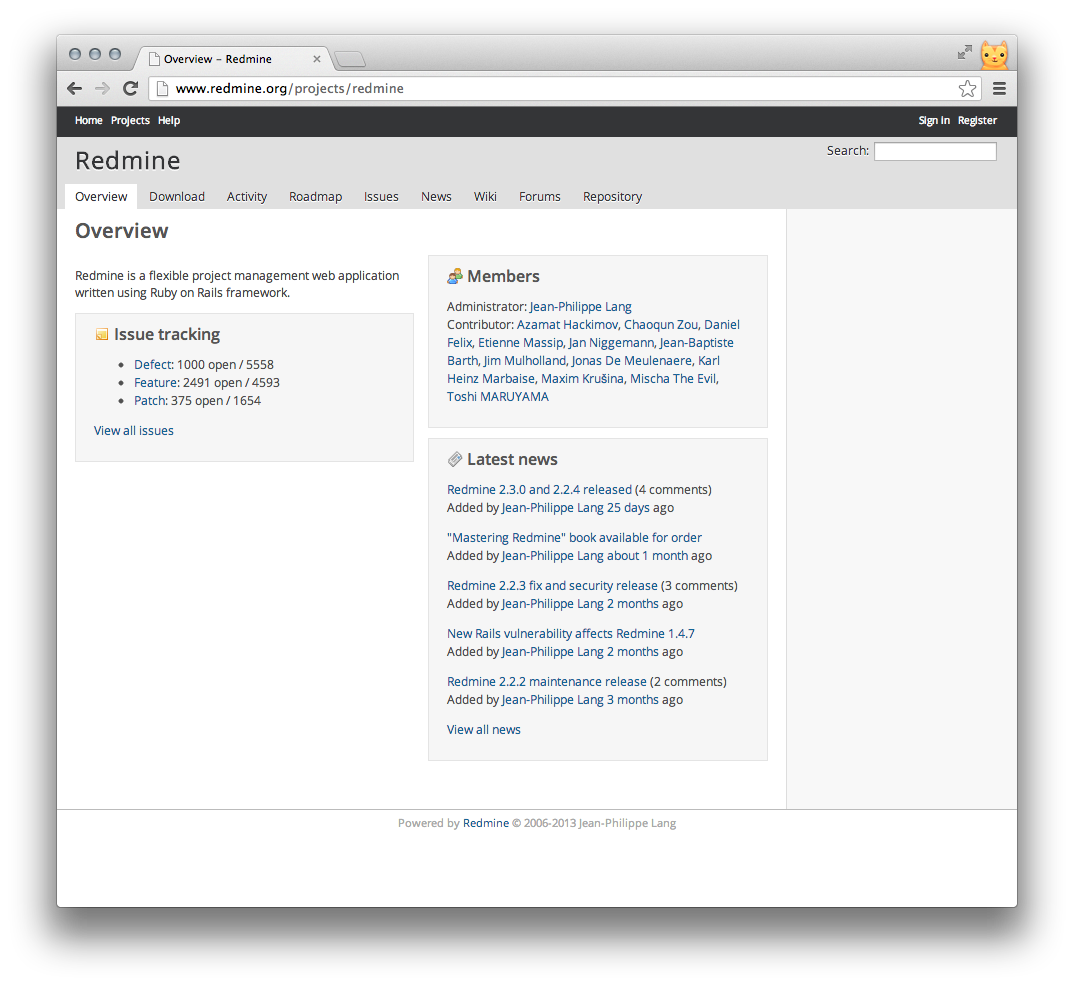 Overview – Redmine
www.redmine.org/projects/redmine
Home Projects Help Sign in Register
Redmine
Search:
Overview Download Activity Roadmap Issues News Wiki Forums Repository
Overview
Redmine is a flexible project management web application
written using Ruby on Rails framework.
Issue tracking
Defect: 1000 open / 5558
Feature: 2491 open / 4593
Patch: 375 open / 1654
View all issues
Members
Administrator: Jean-Philippe Lang
Contributor: Azamat Hackimov, Chaoqun Zou, Daniel
Felix, Etienne Massip, Jan Niggemann, Jean-Baptiste
Barth, Jim Mulholland, Jonas De Meulenaere, Karl
Heinz Marbaise, Maxim Krušina, Mischa The Evil,
Toshi MARUYAMA
Latest news
Redmine 2.3.0 and 2.2.4 released (4 comments)
Added by Jean-Philippe Lang 25 days ago
"Mastering Redmine" book available for order
Added by Jean-Philippe Lang about 1 month ago
Redmine 2.2.3 fix and security release (3 comments)
Added by Jean-Philippe Lang 2 months ago
New Rails vulnerability affects Redmine 1.4.7
Added by Jean-Philippe Lang 2 months ago
Redmine 2.2.2 maintenance release (2 comments)
Added by Jean-Philippe Lang 3 months ago
View all news
Powered by Redmine © 2006-2013 Jean-Philippe Lang